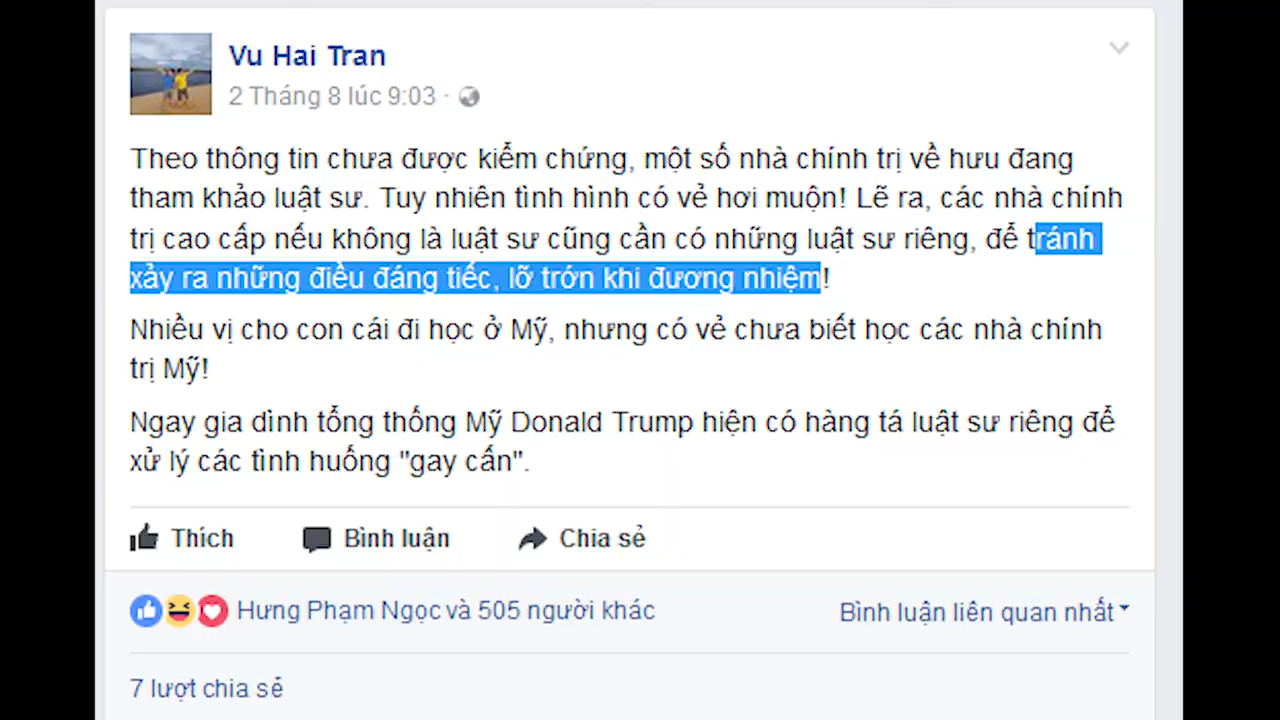 Vu Hai Tran
2 Tháng 8 lúc 9:03 ·
Theo thông tin chưa được kiểm chứng, một số nhà chính trị về hưu đang
tham khảo luật sư. Tuy nhiên tình hình có vẻ hơi muộn! Lẽ ra, các nhà chính
trị cao cấp nếu không là luật sư cũng cần có những luật sư riêng, để tránh
xảy ra những điều đáng tiếc, lỡ trớn khi đương nhiệm!
Nhiều vị cho con cái đi học ở Mỹ, nhưng có vẻ chưa biết học các nhà chính
trị Mỹ!
Ngay gia dình tổng thống Mỹ Donald Trump hiện có hàng tá luật sư riêng để
xử lý các tình huống "gay cấn".
Thích Bình luận Chia sẻ
Hưng Phạm Ngọc và 505 người khác Bình luận liên quan nhất
7 lượt chia sẻ